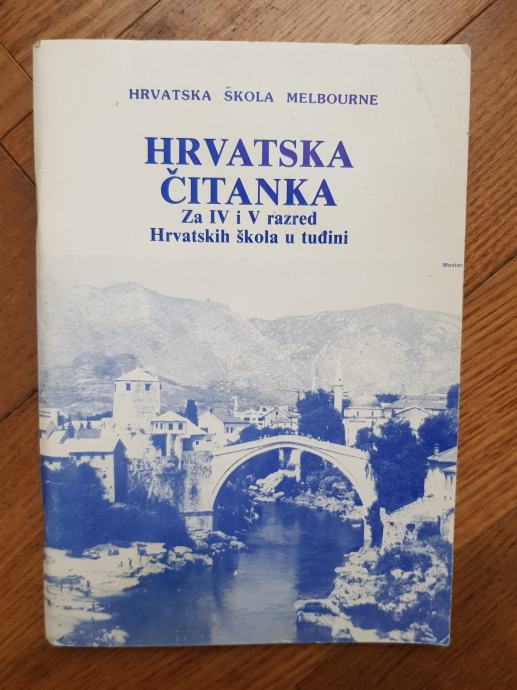 HRVATSKA ŠKOLA MELBOURNE
HRVATSKA
ČITANKA
Za IV i V razred
Hrvatskih škola u tuđini
Mostar